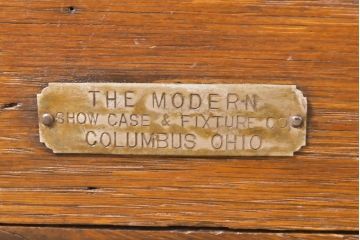 THE MODERN
SHOW CASE & FIXTURE CO
COLUMBUS OHIO